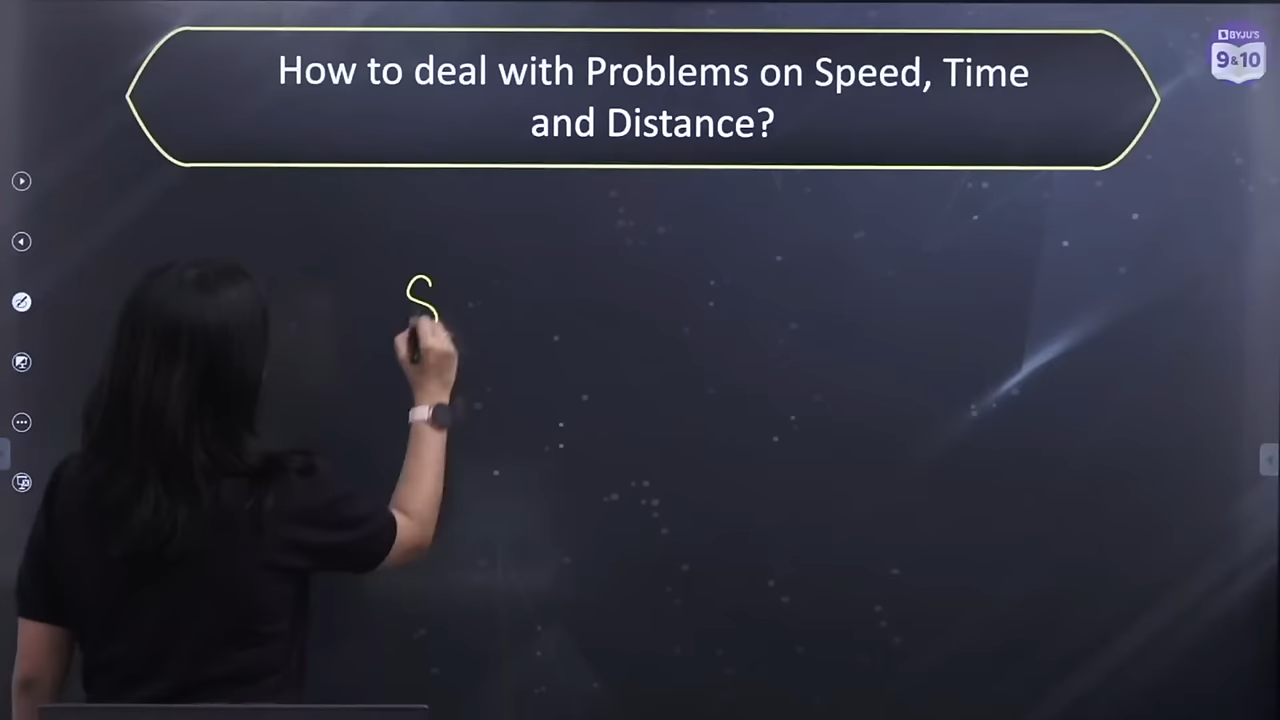 How to deal with Problems on Speed, Time
and Distance?
BYJU'S
9&10
S